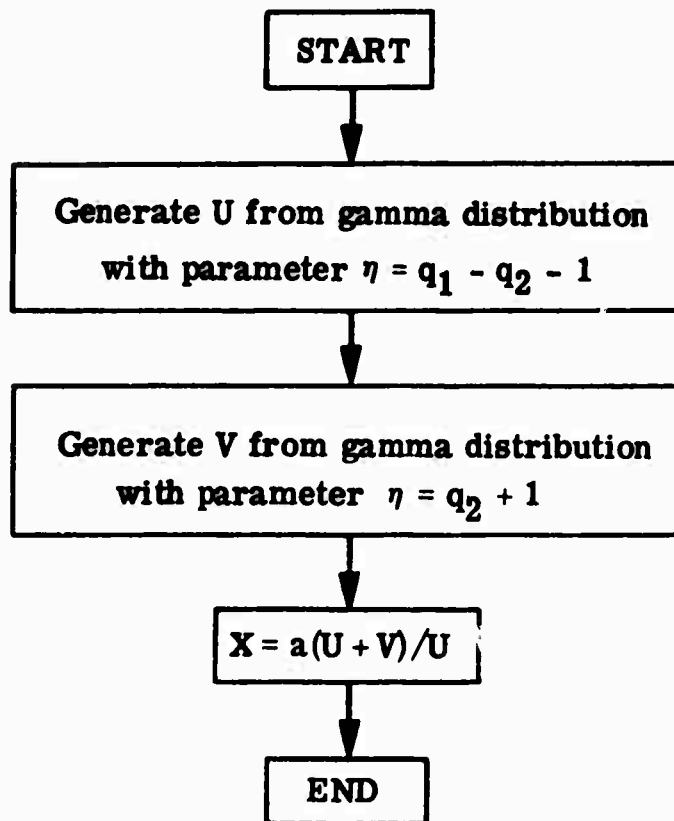 START
Generate U from gamma distribution
with parameter η = q₁ - q₂ - 1
Generate V from gamma distribution
with parameter η = q₂ + 1
X = a(U + V)/U
END